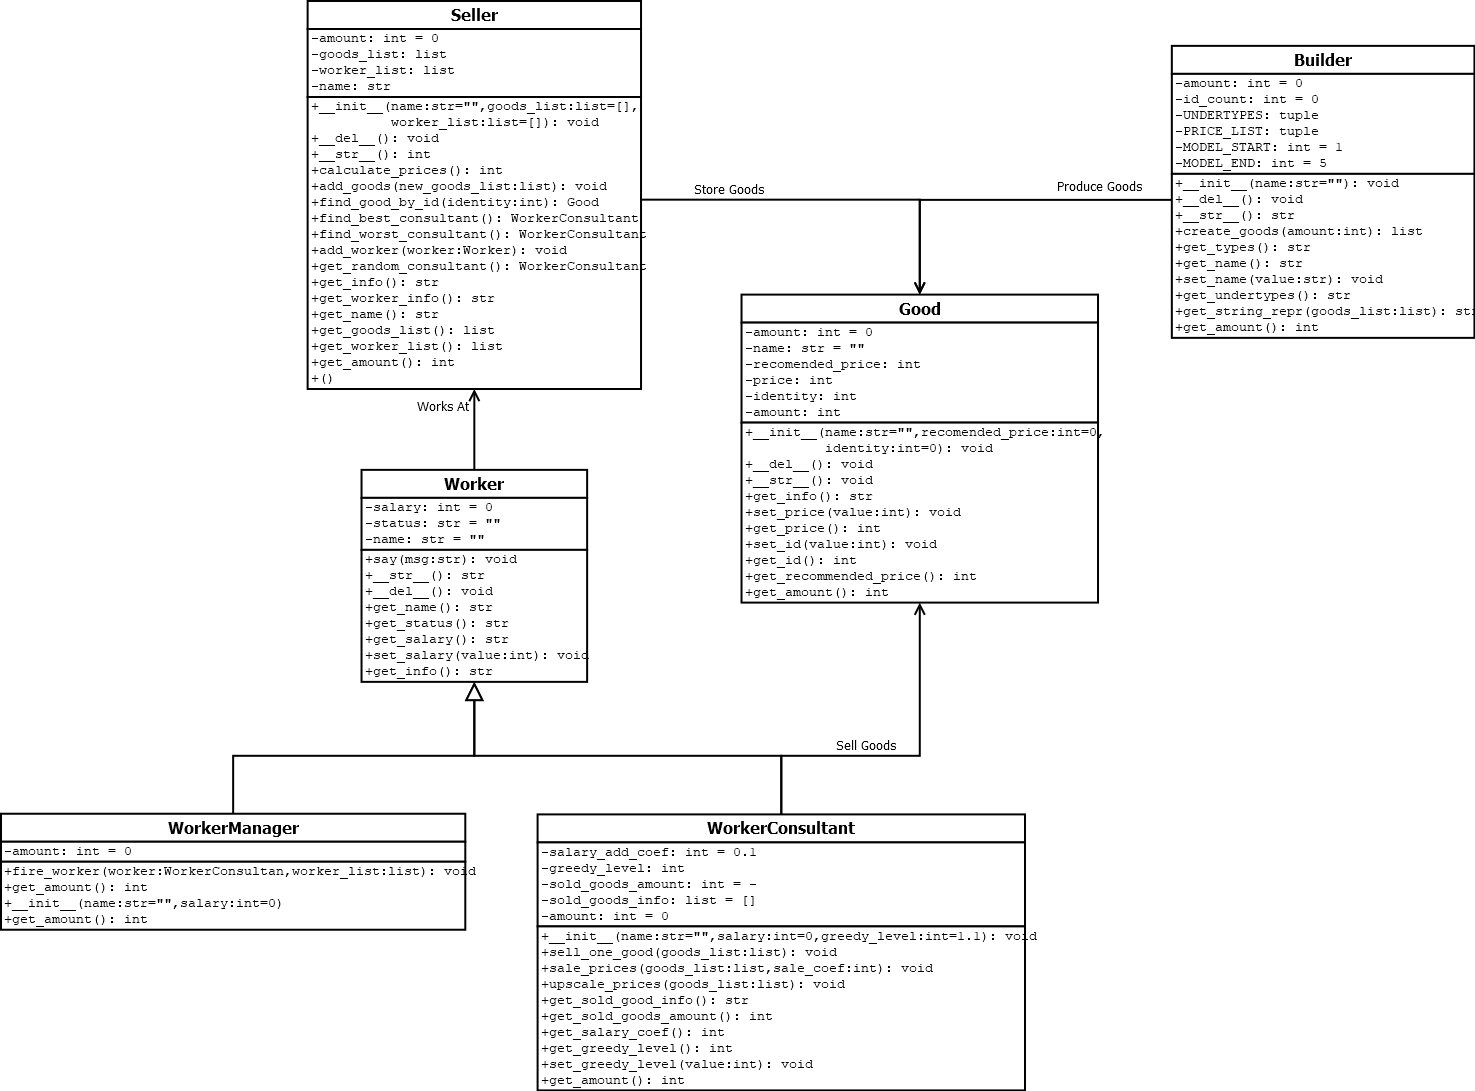 Seller
-amount: int = 0
-goods_list: list
-worker_list: list
-name: str
+__init__(name:str="",goods_list:list=[],
worker_list:list=[]): void
+__del__(): void
+__str__(): int
+calculate_prices(): int
+add_goods(new_goods_list:list): void
+find_good_by_id(identity:int): Good
+find_best_consultant(): WorkerConsultant
+find_worst_consultant(): WorkerConsultant
+add_worker(worker:Worker): void
+get_random_consultant(): WorkerConsultant
+get_info(): str
+get_worker_info(): str
+get_name(): str
+get_goods_list(): list
+get_worker_list(): list
+get_amount(): int
+()
Store Goods
Produce Goods
Builder
-amount: int = 0
-id_count: int = 0
-UNDERTYPES: tuple
-PRICE_LIST: tuple
-MODEL_START: int = 1
-MODEL_END: int = 5
+__init__(name:str=""): void
+__del__(): void
+__str__(): str
+create_goods(amount:int): list
+get_types(): str
+get_name(): str
+set_name(value:str): void
+get_undertypes(): str
+get_string_repr(goods_list:list): str
+get_amount(): int
Good
-amount: int = 0
-name: str = ""
-recomended_price: int
-price: int
-identity: int
-amount: int
+__init__(name:str="",recomended_price:int=0,
identity:int=0): void
+__del__(): void
+__str__(): void
+get_info(): str
+set_price(value:int): void
+get_price(): int
+set_id(value:int): void
+get_id(): int
+get_recommended_price(): int
+get_amount(): int
Works At
Worker
-salary: int = 0
-status: str = ""
-name: str = ""
+say(msg:str): void
+__str__(): str
+__del__(): void
+get_name(): str
+get_status(): str
+get_salary(): str
+set_salary(value:int): void
+get_info(): str
Sell Goods
WorkerManager
-amount: int = 0
+fire_worker(worker:WorkerConsultan,worker_list:list): void
+get_amount(): int
+__init__(name:str="",salary:int=0)
+get_amount(): int
WorkerConsultant
-salary_add_coef: int = 0.1
-greedy_level: int
-sold_goods_amount: int = -
-sold_goods_info: list = []
-amount: int = 0
+__init__(name:str="",salary:int=0,greedy_level:int=1.1): void
+sell_one_good(goods_list:list): void
+sale_prices(goods_list:list,sale_coef:int): void
+upscale_prices(goods_list:list): void
+get_sold_good_info(): str
+get_sold_goods_amount(): int
+get_salary_coef(): int
+get_greedy_level(): int
+set_greedy_level(value:int): void
+get_amount(): int